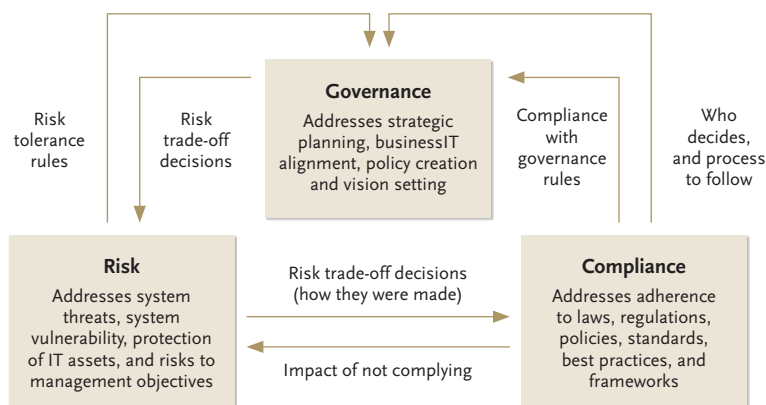 Governance
Addresses strategic
planning, businessIT
alignment, policy creation
and vision setting
Risk
tolerance
rules
Risk
trade-off
decisions
Compliance
with
governance
rules
Who
decides,
and process
to follow
Risk
Addresses system
threats, system
vulnerability, protection
of IT assets, and risks to
management objectives
Risk trade-off decisions
(how they were made)
Impact of not complying
Compliance
Addresses adherence
to laws, regulations,
policies, standards,
best practices, and
frameworks